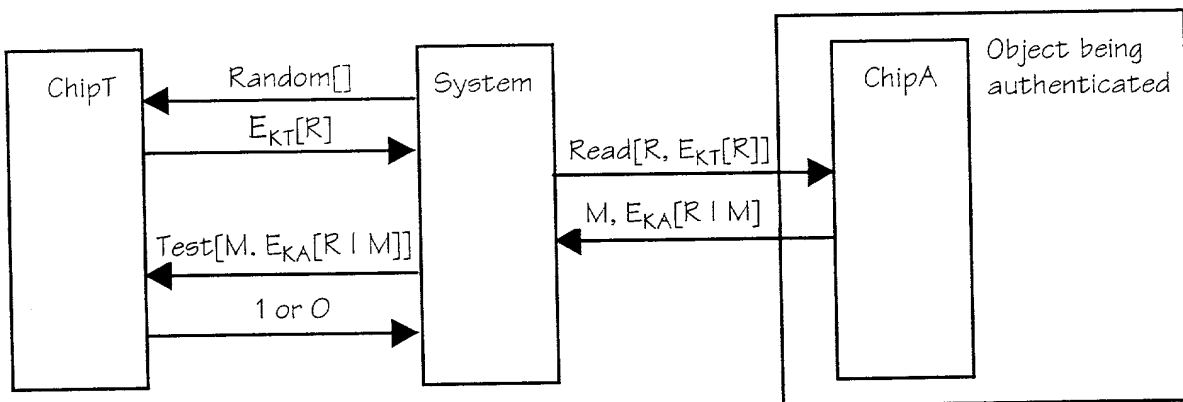 ChipT
Random[]
E_KT[R]
Test[M. E_KA[R | M]]
1 or 0
System
Read[R, E_KT[R]]
M, E_KA[R | M]
ChipA
Object being
authenticated